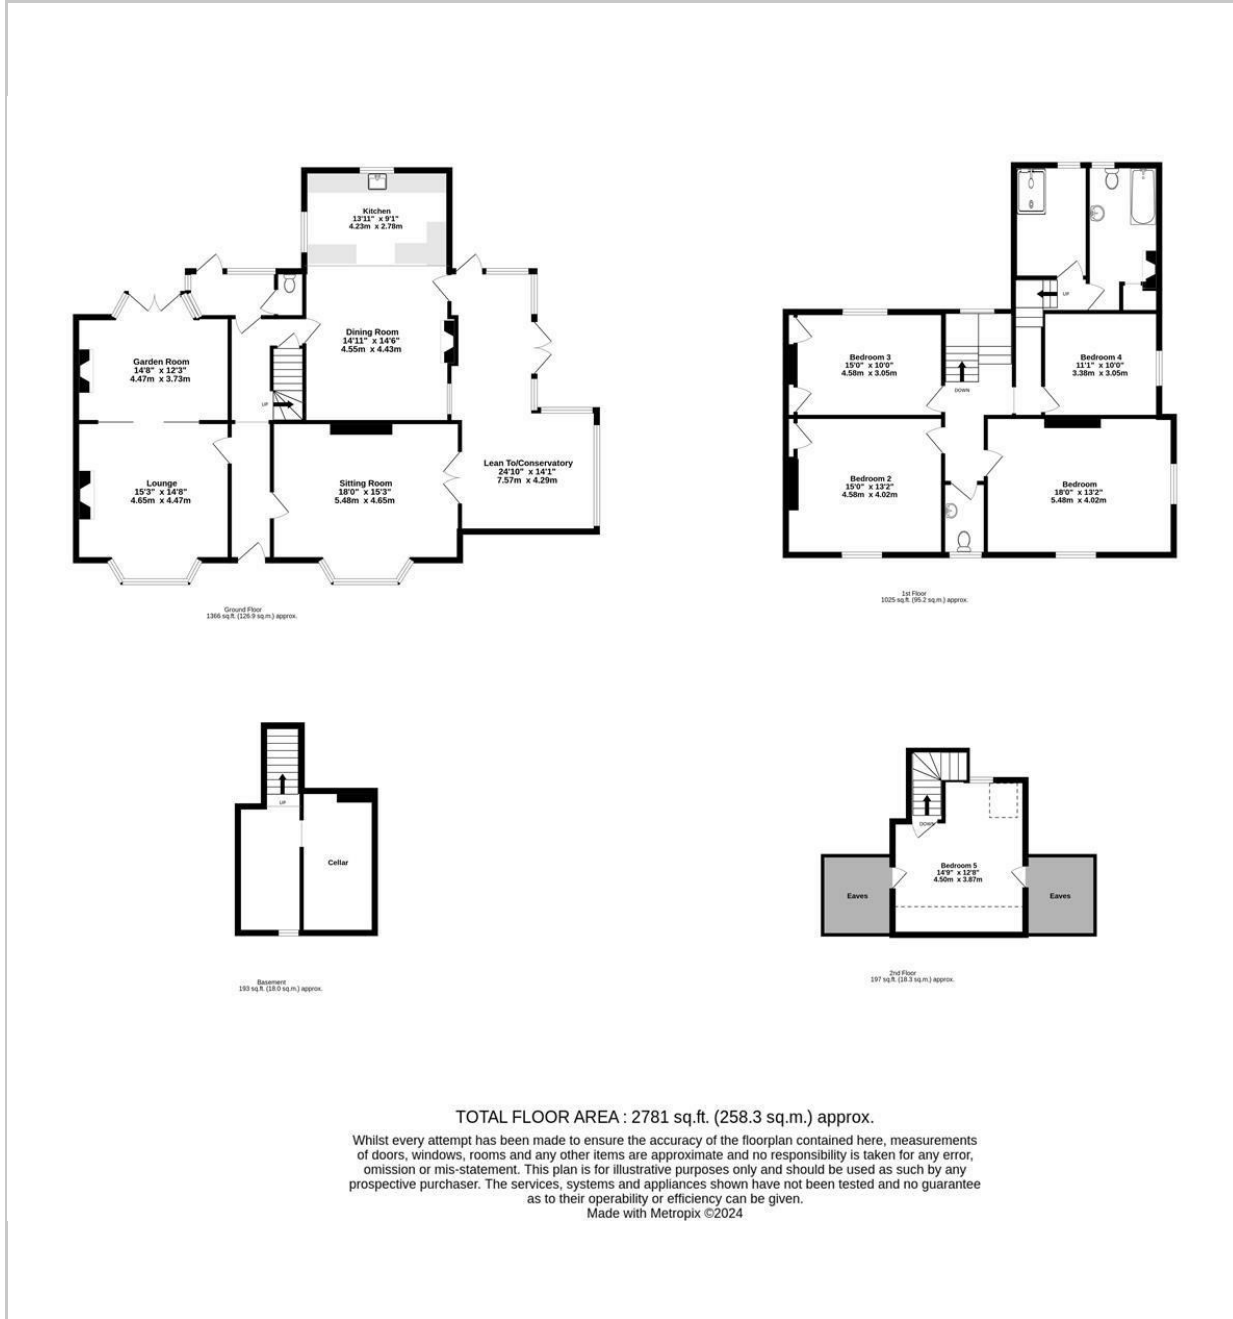 Kitchen
13'11" x 9'1"
4.23m x 2.78m
Dining Room
14'11" x 14'6"
4.55m x 4.43m
Garden Room
14'8" x 12'3"
4.47m x 3.73m
UP
Lounge
15'3" x 14'8"
4.65m x 4.47m
Sitting Room
18'0" x 15'3"
5.48m x 4.65m
Lean To/Conservatory
24'10" x 14'1"
7.57m x 4.29m
Ground Floor
1366 sq.ft. (126.9 sq.m.) approx.
UP
Bedroom 3
15'0" x 10'0"
4.58m x 3.05m
DOWN
Bedroom 4
11'1" x 10'0"
3.38m x 3.05m
Bedroom 2
15'0" x 13'2"
4.58m x 4.02m
Bedroom
18'0" x 13'2"
5.48m x 4.02m
1st Floor
1025 sq.ft. (95.2 sq.m.) approx.
UP
Cellar
Basement
193 sq.ft. (18.0 sq.m.) approx.
DOWN
Bedroom 5
14'9" x 12'8"
4.50m x 3.87m
Eaves
Eaves
2nd Floor
197 sq.ft. (18.3 sq.m.) approx.
TOTAL FLOOR AREA : 2781 sq.ft. (258.3 sq.m.) approx.
Whilst every attempt has been made to ensure the accuracy of the floorplan contained here, measurements
of doors, windows, rooms and any other items are approximate and no responsibility is taken for any error,
omission or mis-statement. This plan is for illustrative purposes only and should be used as such by any
prospective purchaser. The services, systems and appliances shown have not been tested and no guarantee
as to their operability or efficiency can be given.
Made with Metropix ©2024